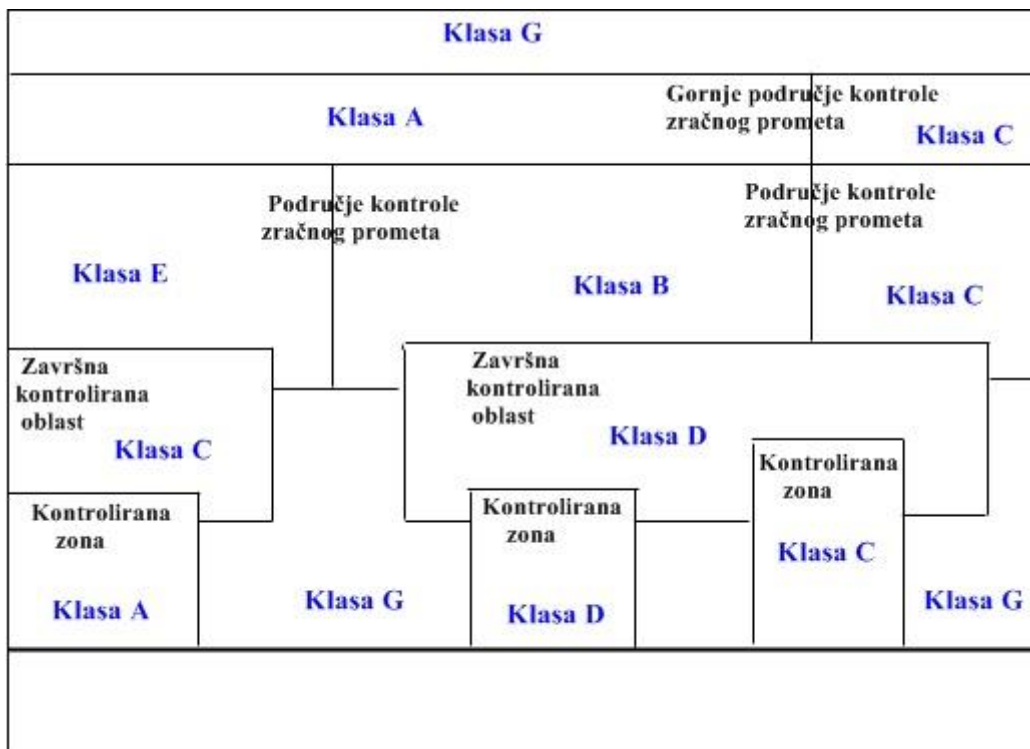 Klasa G
Gornje područje kontrole
zračnog prometa
Klasa A
Klasa C
Područje kontrole
zračnog prometa
Područje kontrole
zračnog prometa
Klasa E
Klasa B
Klasa C
Završna
kontrolirana
oblast
Klasa C
Završna
kontrolirana
oblast
Klasa D
Kontrolirana
zona
Klasa A
Klasa G
Kontrolirana
zona
Klasa D
Kontrolirana
zona
Klasa C
Klasa G